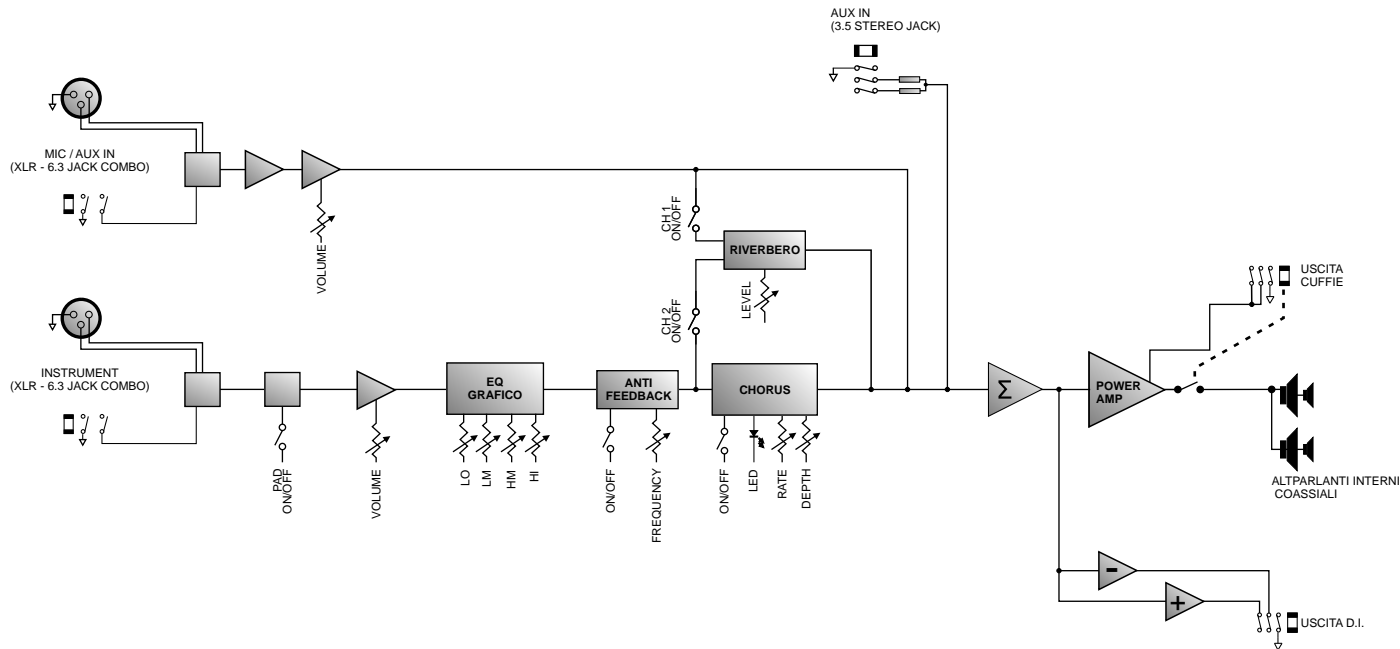 AUX IN
(3.5 STEREO JACK)
MIC / AUX IN
(XLR - 6.3 JACK COMBO)
VOLUME
CH 1
ON/OFF
RIVERBERO
LEVEL
CH 2
ON/OFF
USCITA
CUFFIE
INSTRUMENT
(XLR - 6.3 JACK COMBO)
PAD
ON/OFF
VOLUME
EQ
GRAFICO
LO
LM
HM
HI
ANTI
FEEDBACK
ON/OFF
FREQUENCY
CHORUS
ON/OFF
LED
RATE
DEPTH
Σ
POWER
AMP
ALTPARLANTI INTERNI
COASSIALI
-
+
USCITA D.I.